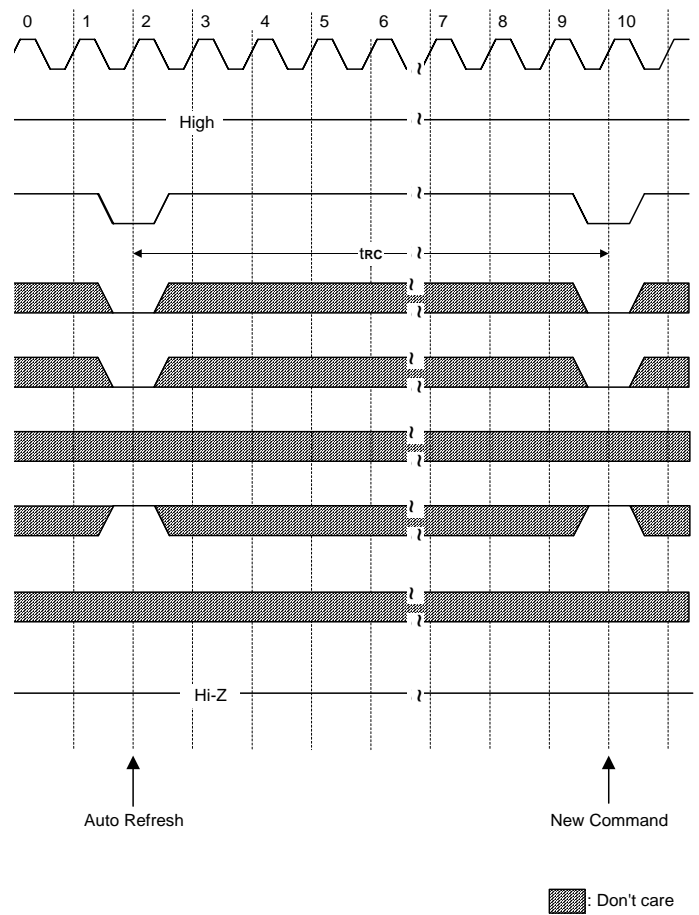 0 1 2 3 4 5 6 7 8 9 10
High
tRC
Hi-Z
Auto Refresh New Command
: Don't care